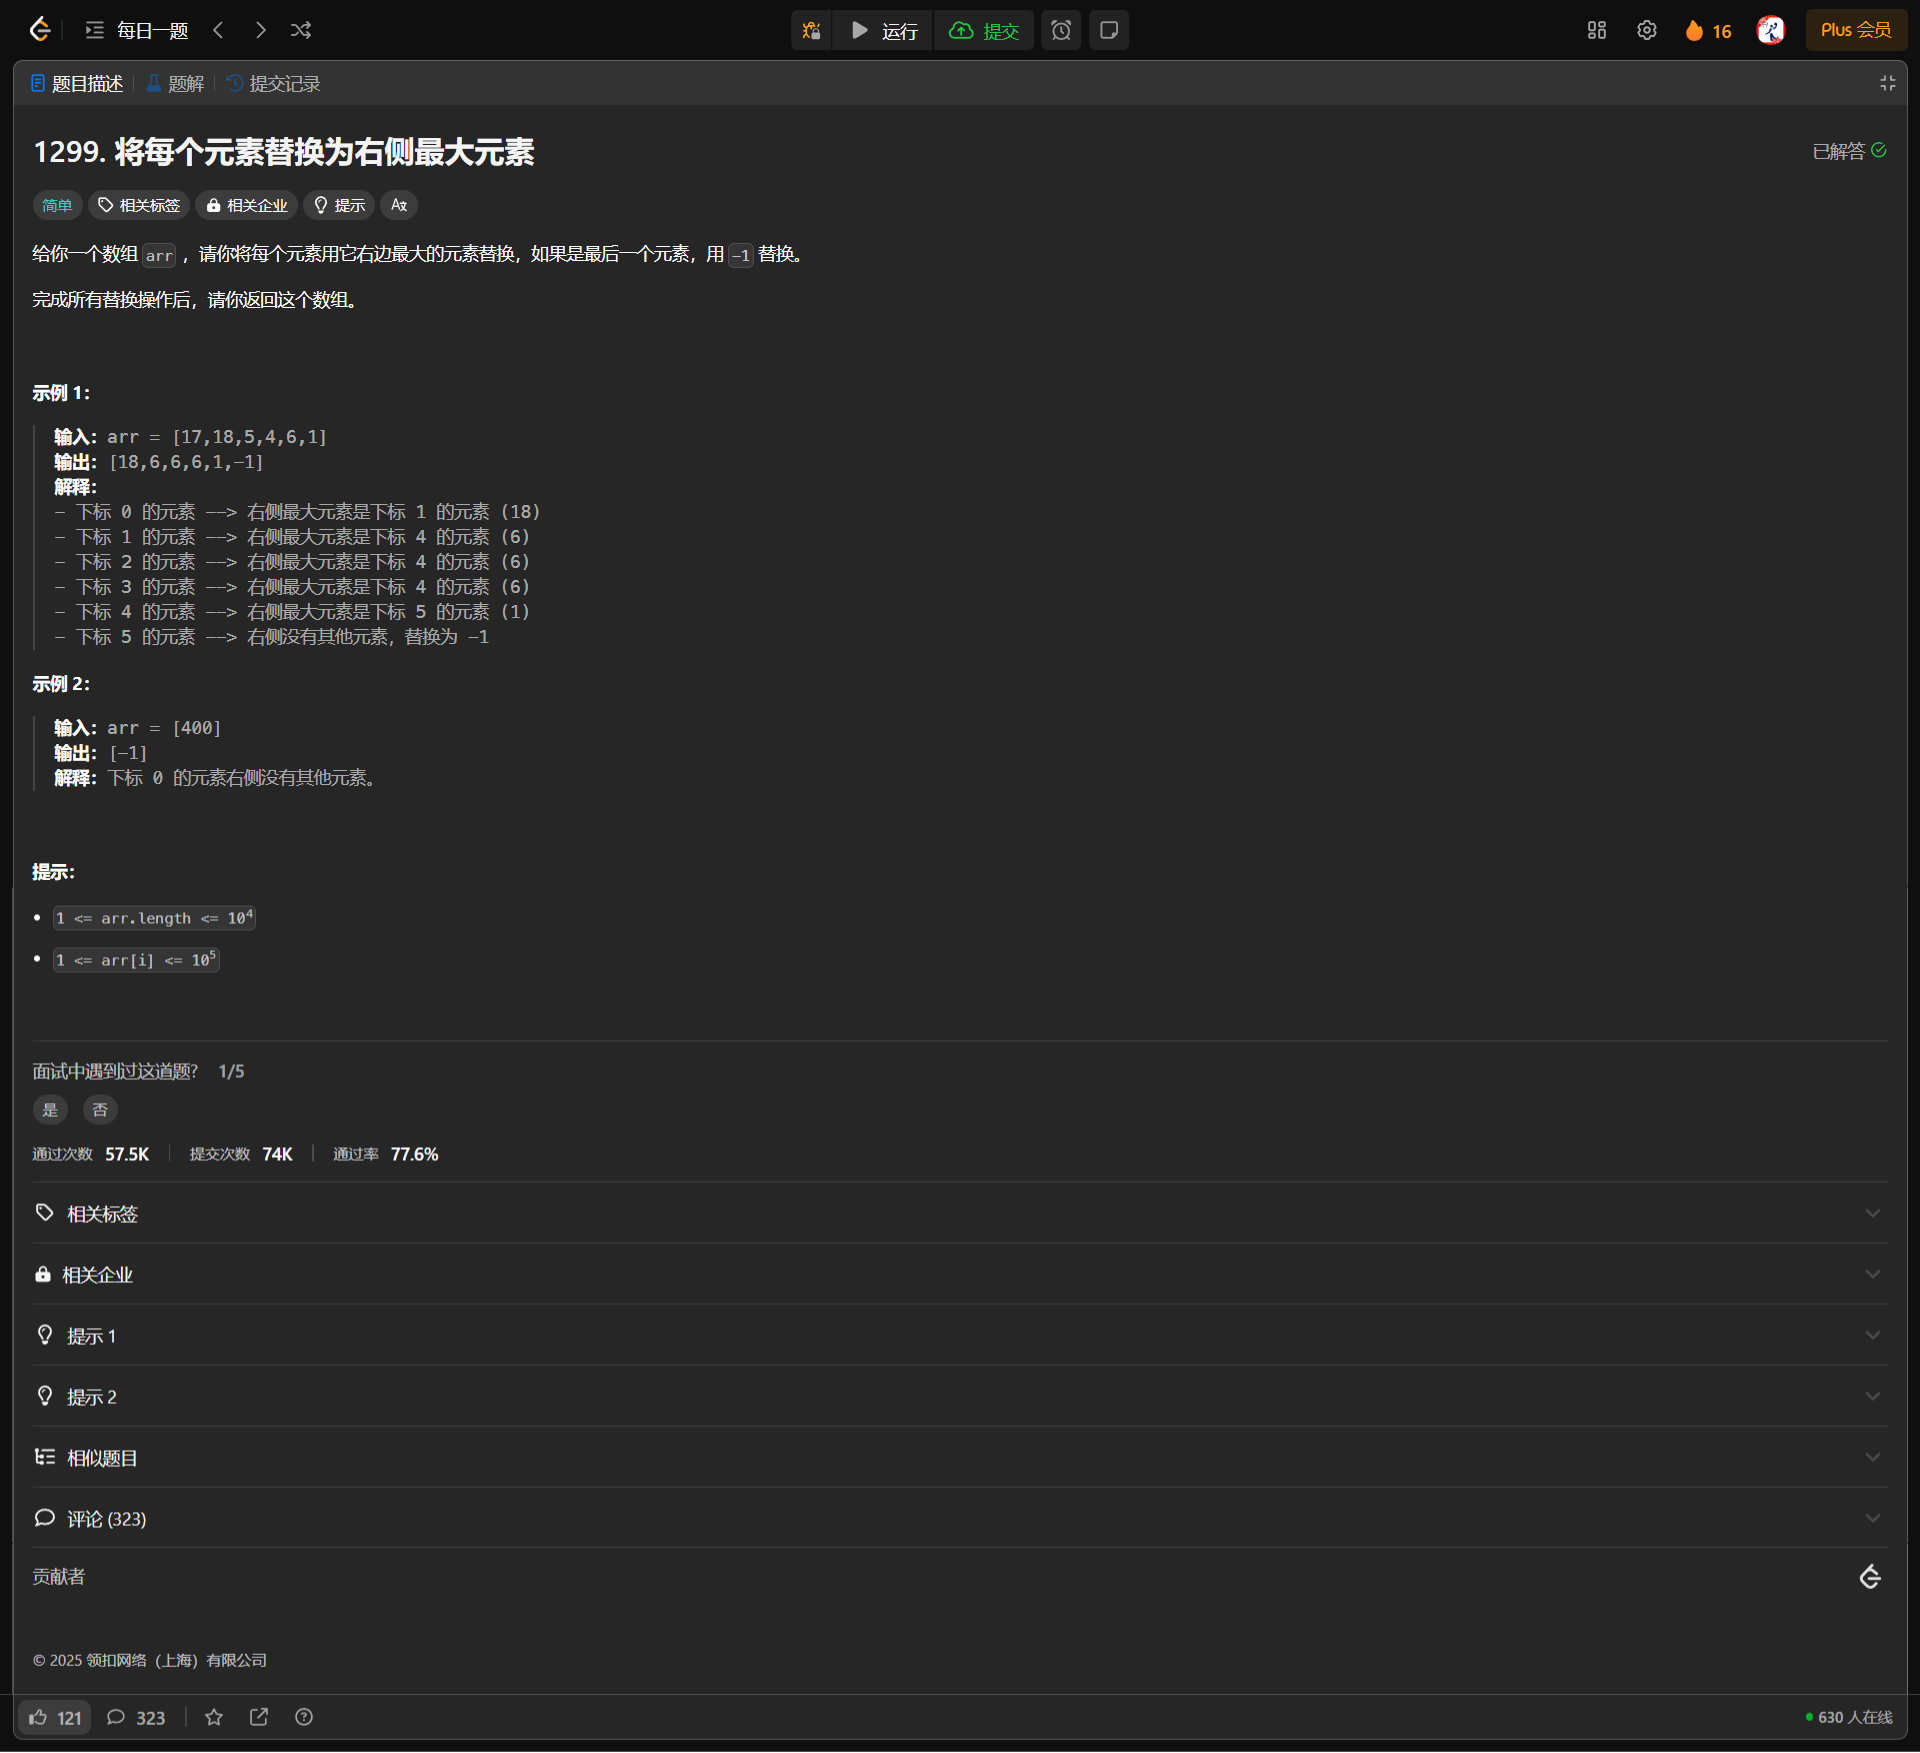 每日一题
运行
提交
16
Plus 会员
题目描述
题解
提交记录
1299. 将每个元素替换为右侧最大元素
已解答
简单
相关标签
相关企业
提示
给你一个数组 arr ，请你将每个元素用它右边最大的元素替换，如果是最后一个元素，用 -1 替换。
完成所有替换操作后，请你返回这个数组。
示例 1：
输入：arr = [17,18,5,4,6,1]
输出：[18,6,6,6,1,-1]
解释：
- 下标 0 的元素 --> 右侧最大元素是下标 1 的元素 (18)
- 下标 1 的元素 --> 右侧最大元素是下标 4 的元素 (6)
- 下标 2 的元素 --> 右侧最大元素是下标 4 的元素 (6)
- 下标 3 的元素 --> 右侧最大元素是下标 4 的元素 (6)
- 下标 4 的元素 --> 右侧最大元素是下标 5 的元素 (1)
- 下标 5 的元素 --> 右侧没有其他元素，替换为 -1
示例 2：
输入：arr = [400]
输出：[-1]
解释：下标 0 的元素右侧没有其他元素。
提示：
1 <= arr.length <= 10⁴
1 <= arr[i] <= 10⁵
面试中遇到过这道题? 1/5
是
否
通过次数 57.5K
提交次数 74K
通过率 77.6%
相关标签
相关企业
提示 1
提示 2
相似题目
评论 (323)
贡献者
© 2025 领扣网络（上海）有限公司
121
323
630 人在线